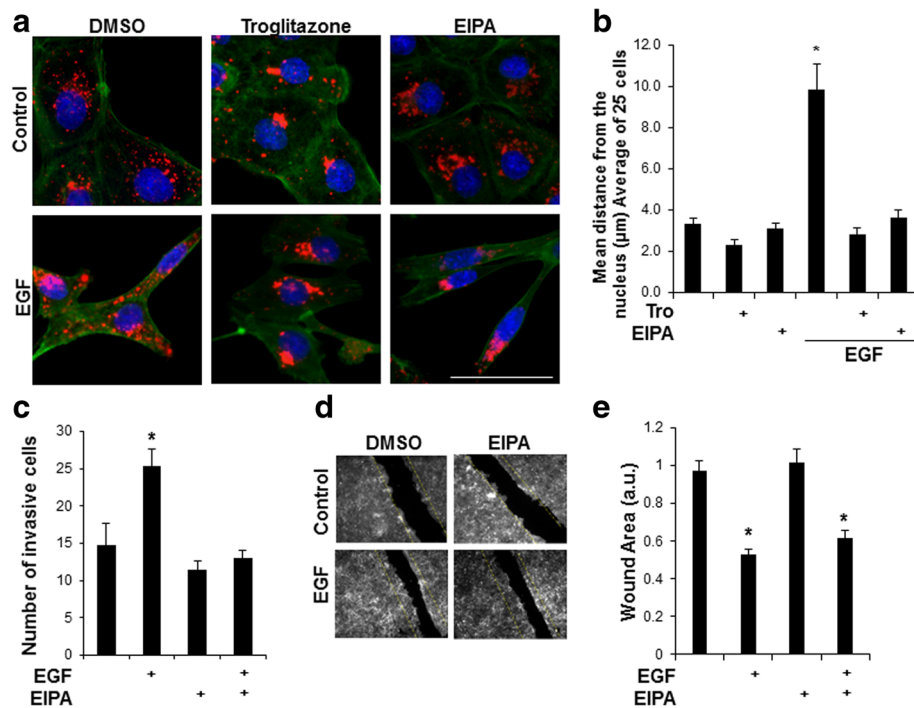 a
DMSO
Troglitazone
EIPA
Control
EGF
b
Mean distance from the
nucleus (µm) Average of 25 cells
12.0
10.0
8.0
6.0
4.0
2.0
0.0
*
Tro + +
EIPA + +
EGF
c
Number of invasive cells
30
25
20
15
10
5
0
*
EGF + +
EIPA + +
d
DMSO
EIPA
Control
EGF
e
Wound Area (a.u.)
1.2
1
0.8
0.6
0.4
0.2
0
*
*
EGF + +
EIPA + +